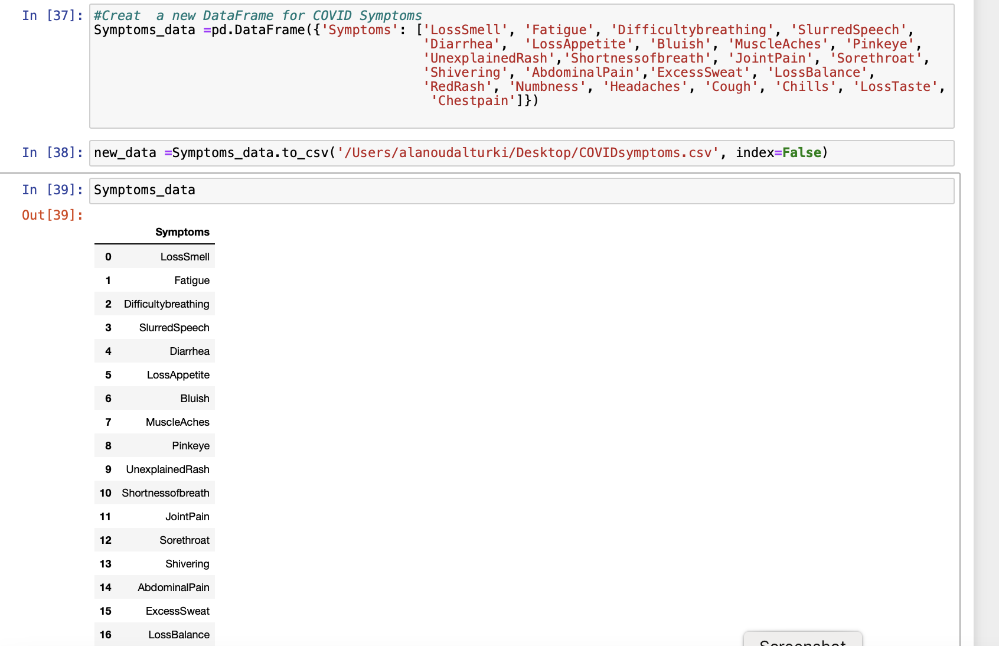 In [37]: #Creat  a new DataFrame for COVID Symptoms
Symptoms_data =pd.DataFrame({'Symptoms': ['LossSmell', 'Fatigue', 'Difficultybreathing', 'SlurredSpeech',
'Diarrhea',  'LossAppetite', 'Bluish', 'MuscleAches', 'Pinkeye',
'UnexplainedRash','Shortnessofbreath', 'JointPain', 'Sorethroat',
'Shivering', 'AbdominalPain','ExcessSweat', 'LossBalance',
'RedRash', 'Numbness', 'Headaches', 'Cough', 'Chills', 'LossTaste',
'Chestpain']})
In [38]: new_data =Symptoms_data.to_csv('/Users/alanoudalturki/Desktop/COVIDsymptoms.csv', index=False)
In [39]: Symptoms_data
Out[39]:
Symptoms
0 LossSmell
1 Fatigue
2 Difficultybreathing
3 SlurredSpeech
4 Diarrhea
5 LossAppetite
6 Bluish
7 MuscleAches
8 Pinkeye
9 UnexplainedRash
10 Shortnessofbreath
11 JointPain
12 Sorethroat
13 Shivering
14 AbdominalPain
15 ExcessSweat
16 LossBalance
Screenshot